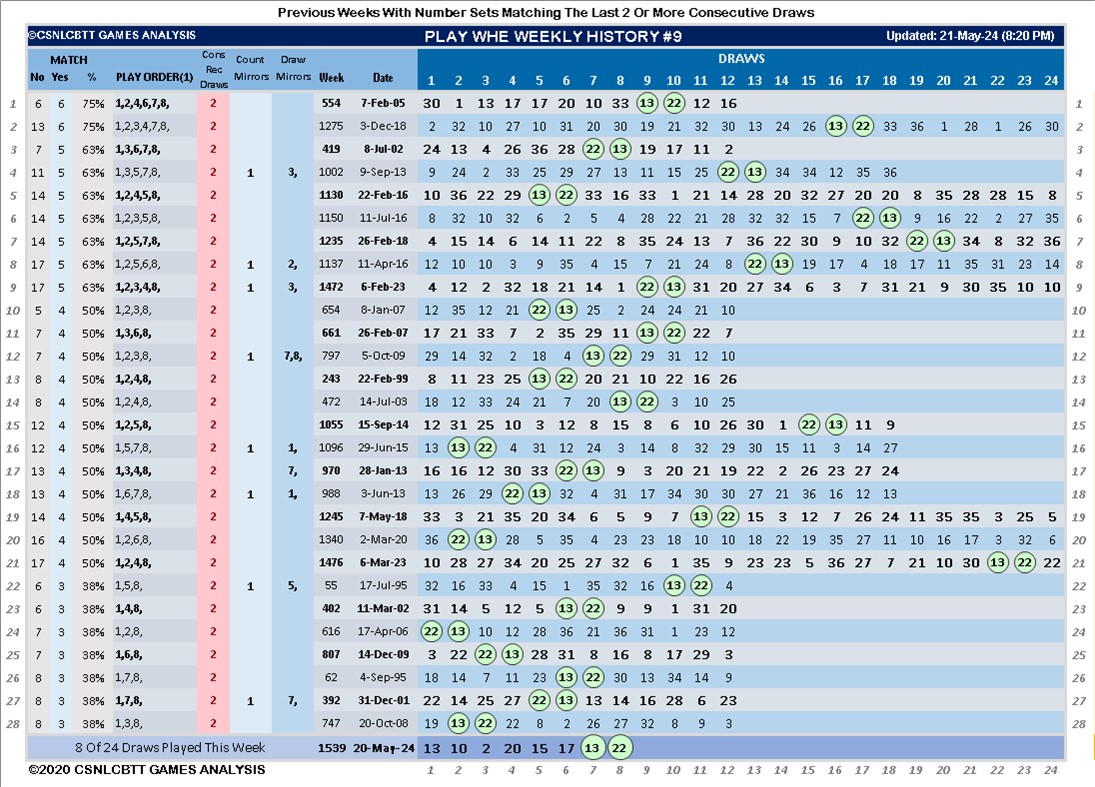 Previous Weeks With Number Sets Matching The Last 2 Or More Consecutive Draws
©CSNLCBTT GAMES ANALYSIS PLAY WHE WEEKLY HISTORY #9 Updated: 21-May-24 (8:20 PM)
MATCH Cons Rec Draws Count Mirrors Draw Mirrors DRAWS
No Yes % PLAY ORDER(1) Week Date 1 2 3 4 5 6 7 8 9 10 11 12 13 14 15 16 17 18 19 20 21 22 23 24
1 6 6 75% 1,2,4,6,7,8, 2 554 7-Feb-05 30 1 13 17 17 20 10 33 13 22 12 16 1
2 13 6 75% 1,2,3,4,7,8, 2 1275 3-Dec-18 2 32 10 27 10 31 20 30 19 21 32 30 13 24 26 13 22 33 36 1 28 1 26 30 2
3 7 5 63% 1,3,6,7,8, 2 419 8-Jul-02 24 13 4 26 36 28 22 13 19 17 11 2 3
4 11 5 63% 1,3,5,7,8, 2 1 3, 1002 9-Sep-13 9 24 2 33 25 29 27 13 11 15 25 22 13 34 34 12 35 36 4
5 14 5 63% 1,2,4,5,8, 2 1130 22-Feb-16 10 36 22 29 13 22 33 16 33 1 21 14 28 20 32 27 20 20 8 35 28 28 15 8 5
6 14 5 63% 1,2,3,5,8, 2 1150 11-Jul-16 8 32 10 32 6 2 5 4 28 22 21 28 32 32 15 7 22 13 9 16 22 2 27 35 6
7 14 5 63% 1,2,5,7,8, 2 1235 26-Feb-18 4 15 14 6 14 11 22 8 35 24 13 7 36 22 30 9 10 32 22 13 34 8 32 36 7
8 17 5 63% 1,2,5,6,8, 2 1 2, 1137 11-Apr-16 12 10 10 3 9 35 4 15 7 21 24 8 22 13 19 17 4 18 17 11 35 31 23 14 8
9 17 5 63% 1,2,3,4,8, 2 1 3, 1472 6-Feb-23 4 12 2 32 18 21 14 1 22 13 31 20 27 34 6 3 7 31 21 9 30 35 10 10 9
10 5 4 50% 1,2,3,8, 2 654 8-Jan-07 12 35 12 21 22 13 25 2 24 24 21 10 10
11 7 4 50% 1,3,6,8, 2 661 26-Feb-07 17 21 33 7 2 35 29 11 13 22 22 7 11
12 7 4 50% 1,2,3,8, 2 1 7,8, 797 5-Oct-09 29 14 32 2 18 4 13 22 29 31 12 10 12
13 8 4 50% 1,2,4,8, 2 243 22-Feb-99 8 11 23 25 13 22 20 21 10 22 16 26 13
14 8 4 50% 1,2,4,8, 2 472 14-Jul-03 18 12 33 24 21 7 20 13 22 3 10 25 14
15 12 4 50% 1,2,5,8, 2 1055 15-Sep-14 12 31 25 10 3 12 8 15 8 6 10 26 30 1 22 13 11 9 15
16 12 4 50% 1,5,7,8, 2 1 1, 1096 29-Jun-15 13 13 22 4 31 12 24 3 14 8 32 29 30 15 11 3 14 27 16
17 13 4 50% 1,3,4,8, 2 7, 970 28-Jan-13 16 16 12 30 33 22 13 9 3 20 21 19 22 2 26 23 27 24 17
18 13 4 50% 1,6,7,8, 2 1 1, 988 3-Jun-13 13 26 29 22 13 32 4 31 17 34 30 30 27 21 36 16 12 13 18
19 14 4 50% 1,4,5,8, 2 1245 7-May-18 33 3 21 35 20 34 6 5 9 7 13 22 15 3 12 7 26 24 11 35 35 3 25 5 19
20 16 4 50% 1,2,6,8, 2 1340 2-Mar-20 36 22 13 28 5 35 4 23 23 18 10 10 18 22 19 35 27 11 10 16 17 3 32 6 20
21 17 4 50% 1,2,4,8, 2 1476 6-Mar-23 10 28 27 34 20 25 27 32 6 1 35 9 14 23 23 5 36 27 7 21 10 30 13 22 22 21
22 6 3 38% 1,5,8, 2 1 5, 55 17-Jul-95 32 16 33 4 15 1 35 32 16 13 22 4 22
23 6 3 38% 1,4,8, 2 402 11-Mar-02 31 14 5 12 5 13 22 9 9 1 31 20 23
24 7 3 38% 1,2,8, 2 616 17-Apr-06 22 13 10 12 28 36 21 36 31 1 23 12 24
25 7 3 38% 1,6,8, 2 807 14-Dec-09 3 22 22 13 28 31 8 16 8 17 29 3 25
26 8 3 38% 1,7,8, 2 62 4-Sep-95 18 14 7 11 23 13 22 30 13 34 14 9 26
27 8 3 38% 1,7,8, 2 1 7, 392 31-Dec-01 22 14 25 27 22 13 13 14 16 28 6 23 27
28 8 3 38% 1,3,8, 2 747 20-Oct-08 19 13 22 22 8 2 26 27 32 8 9 3 28
8 Of 24 Draws Played This Week 1539 20-May-24 13 10 2 20 15 17 13 22
©2020 CSNLCBTT GAMES ANALYSIS 1 2 3 4 5 6 7 8 9 10 11 12 13 14 15 16 17 18 19 20 21 22 23 24